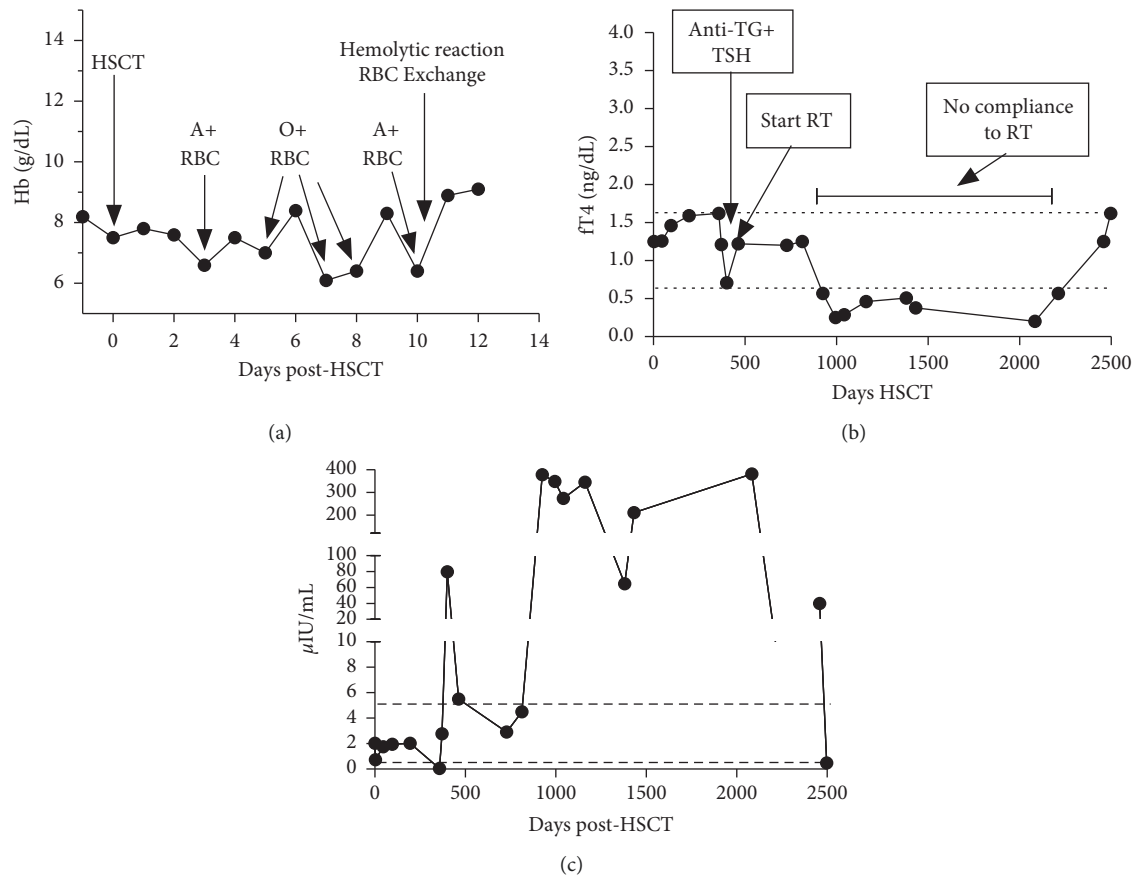 15
14
12
10
8
6
Hb (g/dL)
HSCT
A+
RBC
O+
RBC
A+
RBC
Hemolytic reaction
RBC Exchange
0 2 4 6 8 10 12 14
Days post-HSCT
(a)
4.0
3.5
3.0
2.5
2.0
1.5
1.0
0.5
0.0
fT4 (ng/dL)
Anti-TG+
TSH
Start RT
No compliance
to RT
0 500 1000 1500 2000 2500
Days HSCT
(b)
400
300
200
100
80
60
40
20
10
8
6
4
2
0
μIU/mL
0 500 1000 1500 2000 2500
Days post-HSCT
(c)